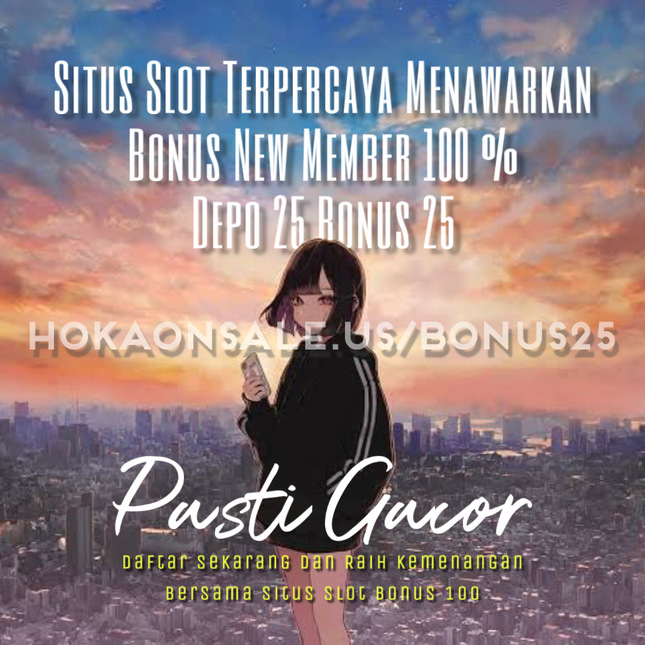 Situs Slot Terpercaya Menawarkan
Bonus New Member 100 %
Depo 25 Bonus 25
HOKAONSALE.US/BONUS25
Pasti Gacor
Daftar Sekarang dan Raih Kemenangan
Bersama Situs Slot Bonus 100